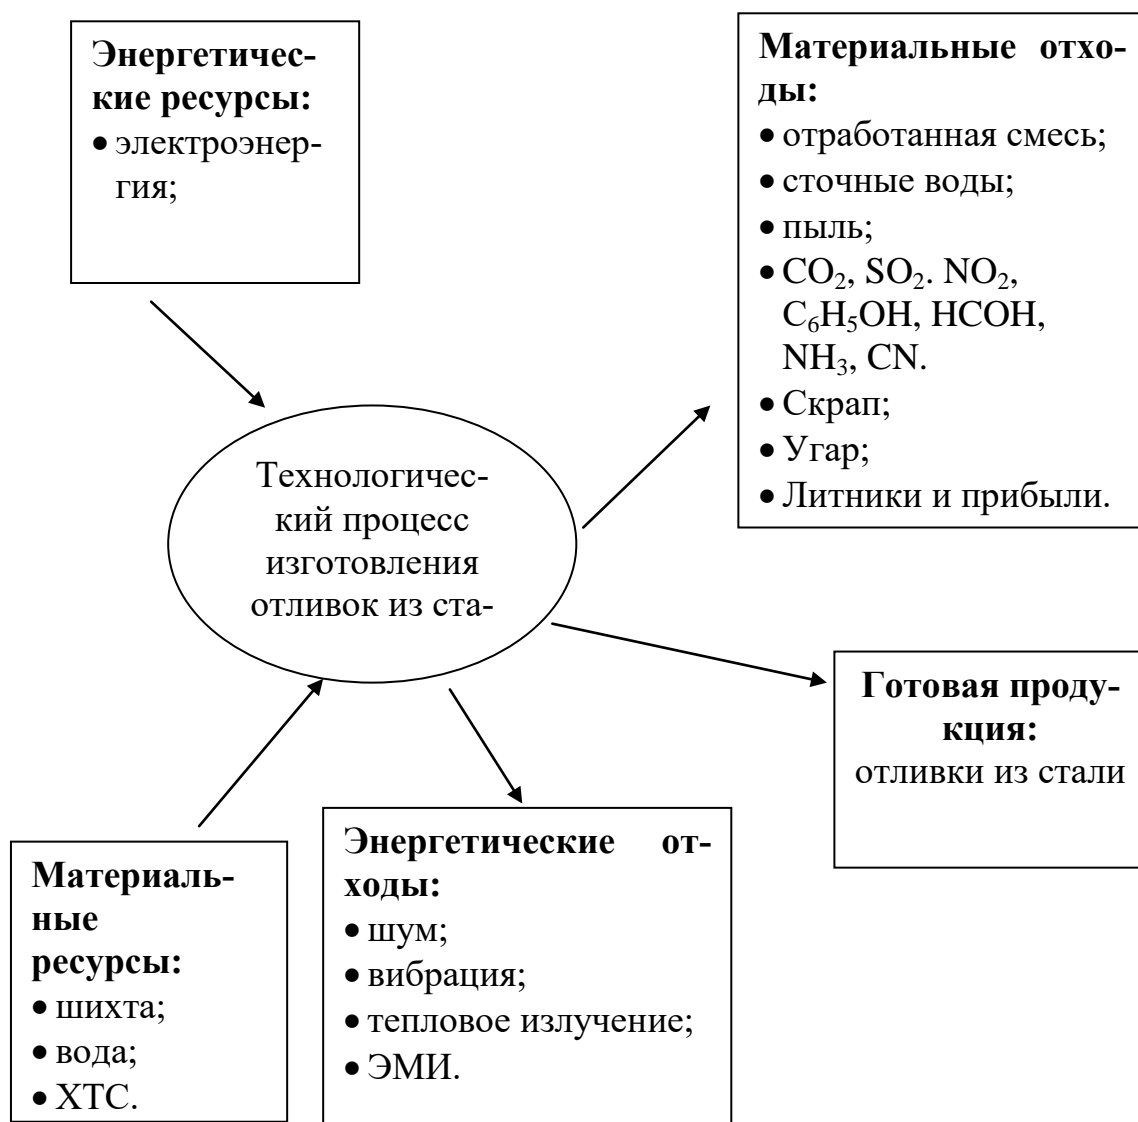 Энергетичес-
кие ресурсы:
• электроэнер-
гия;
Материальные отхо-
ды:
• отработанная смесь;
• сточные воды;
• пыль;
• CO₂, SO₂. NO₂,
C₆H₅OH, HCOH,
NH₃, CN.
• Скрап;
• Угар;
• Литники и прибыли.
Технологичес-
кий процесс
изготовления
отливок из ста-
Готовая проду-
кция:
отливки из стали
Материаль-
ные
ресурсы:
• шихта;
• вода;
• ХТС.
Энергетические от-
ходы:
• шум;
• вибрация;
• тепловое излучение;
• ЭМИ.